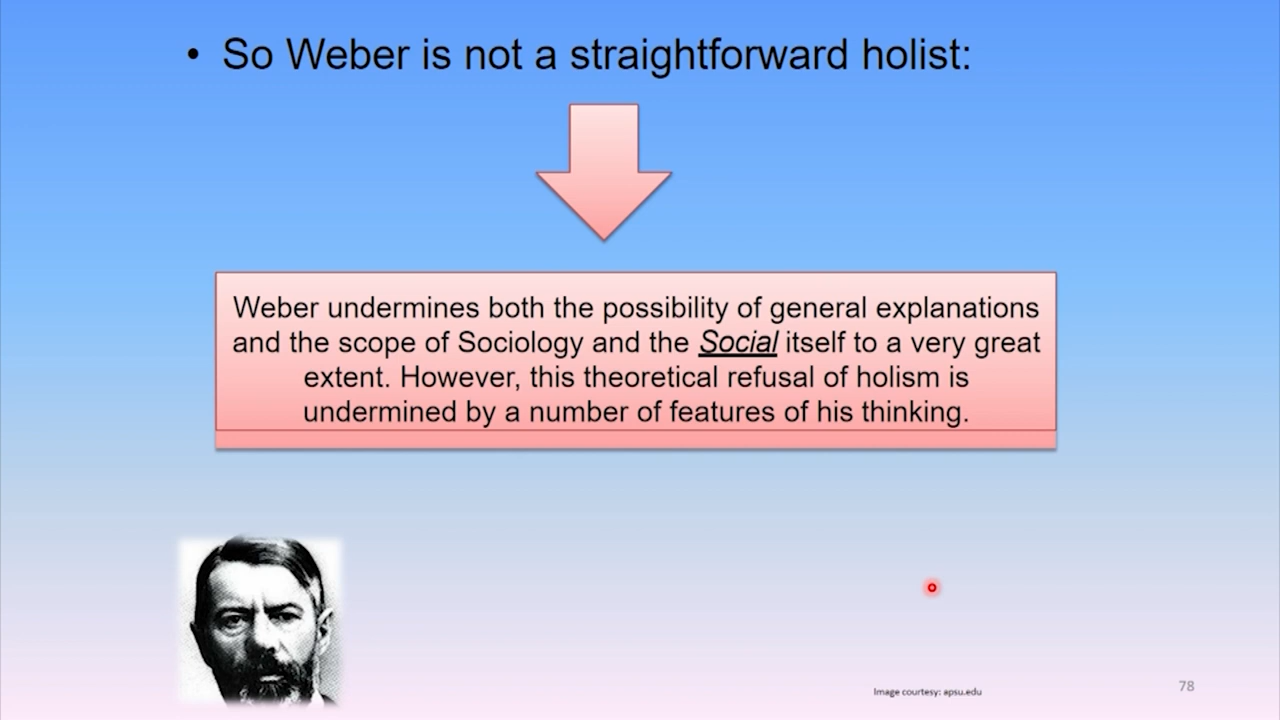 • So Weber is not a straightforward holist:
Weber undermines both the possibility of general explanations
and the scope of Sociology and the Social itself to a very great
extent. However, this theoretical refusal of holism is
undermined by a number of features of his thinking.
Image courtesy: apsu.edu
78